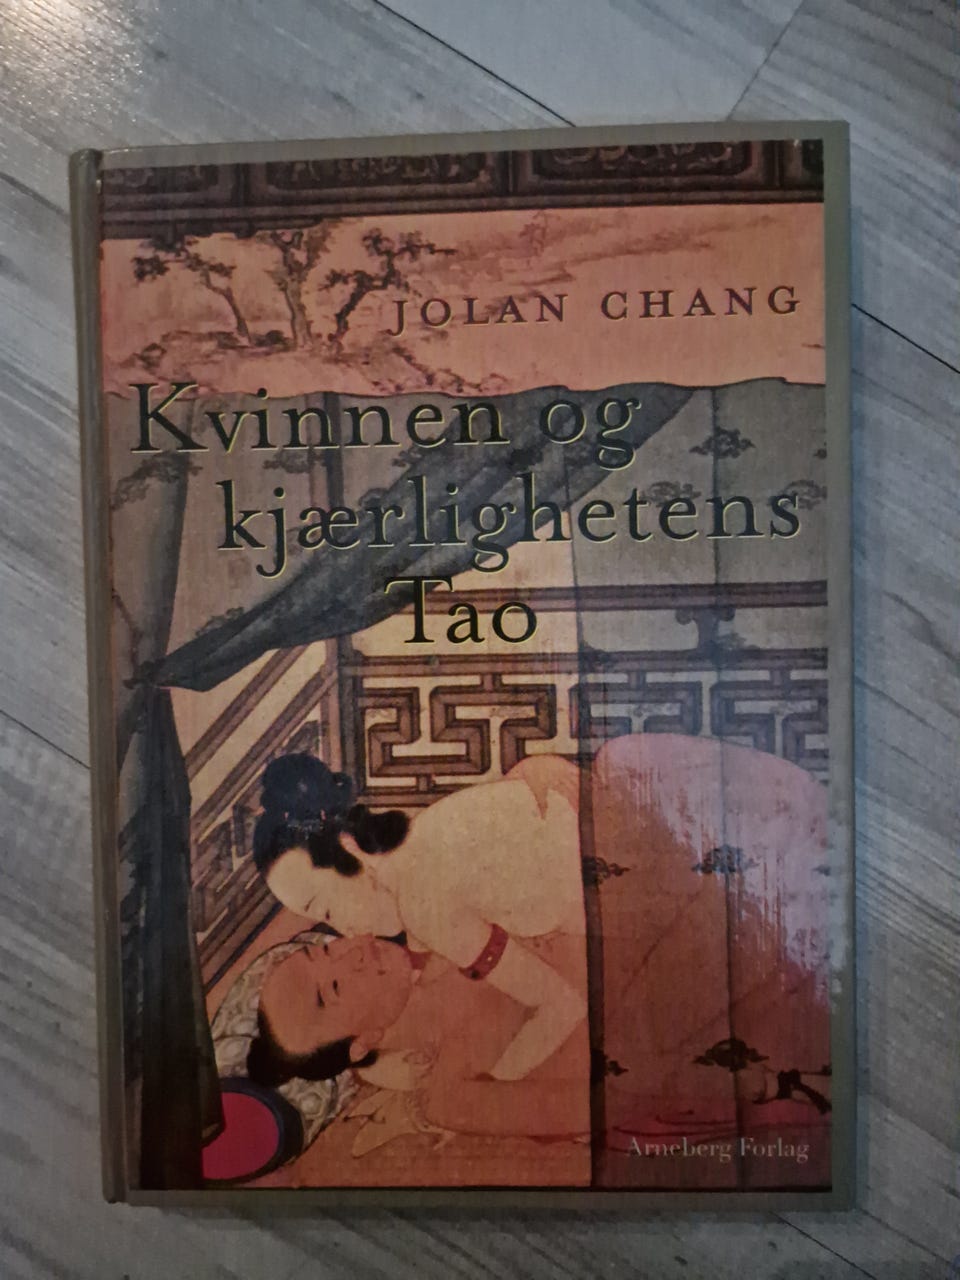 JOLAN CHANG
Kvinnen og
kjærlighetens
Tao
Arneberg Forlag